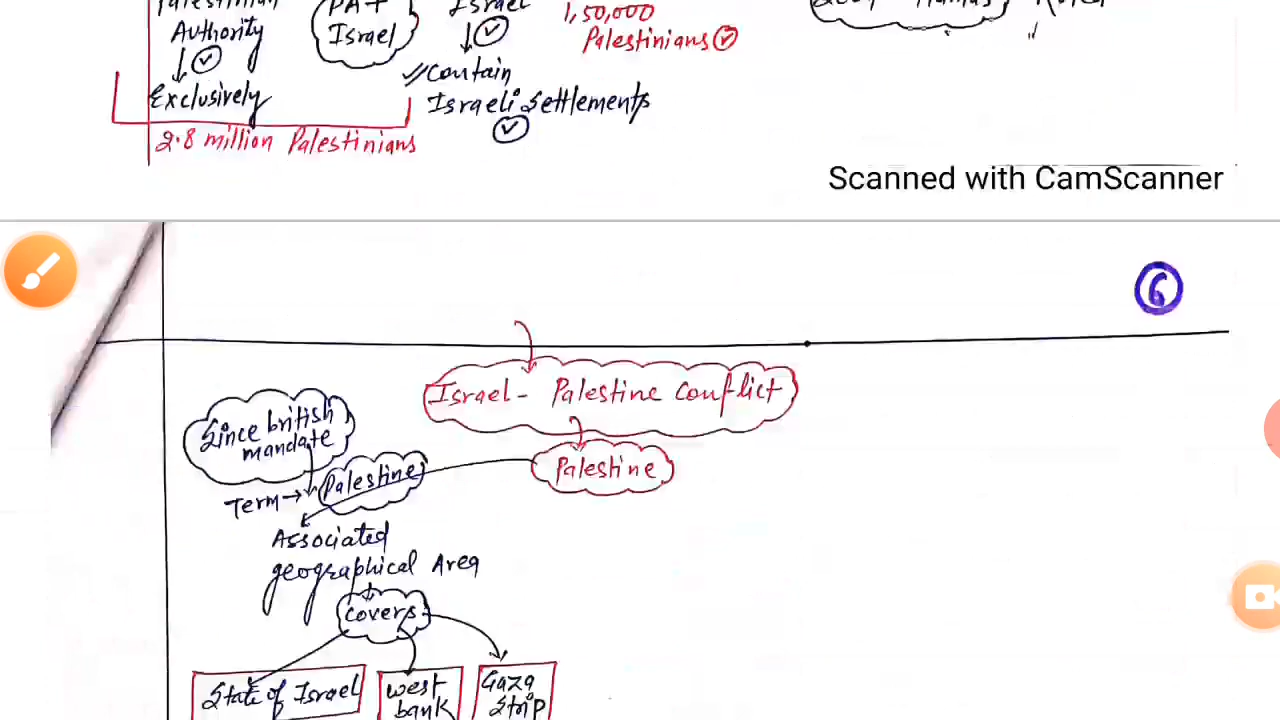 Authority
Exclusively
2.8 million Palestinians
PA +
Israel
Israel
Contain
Israeli Settlements
1,50,000
Palestinians
Scanned with CamScanner
6
Israel - Palestine conflict
Palestine
Since british
mandate
Term → Palestine
Associated
geographical Area
covers
State of Israel
west
bank
Gaza
Strip